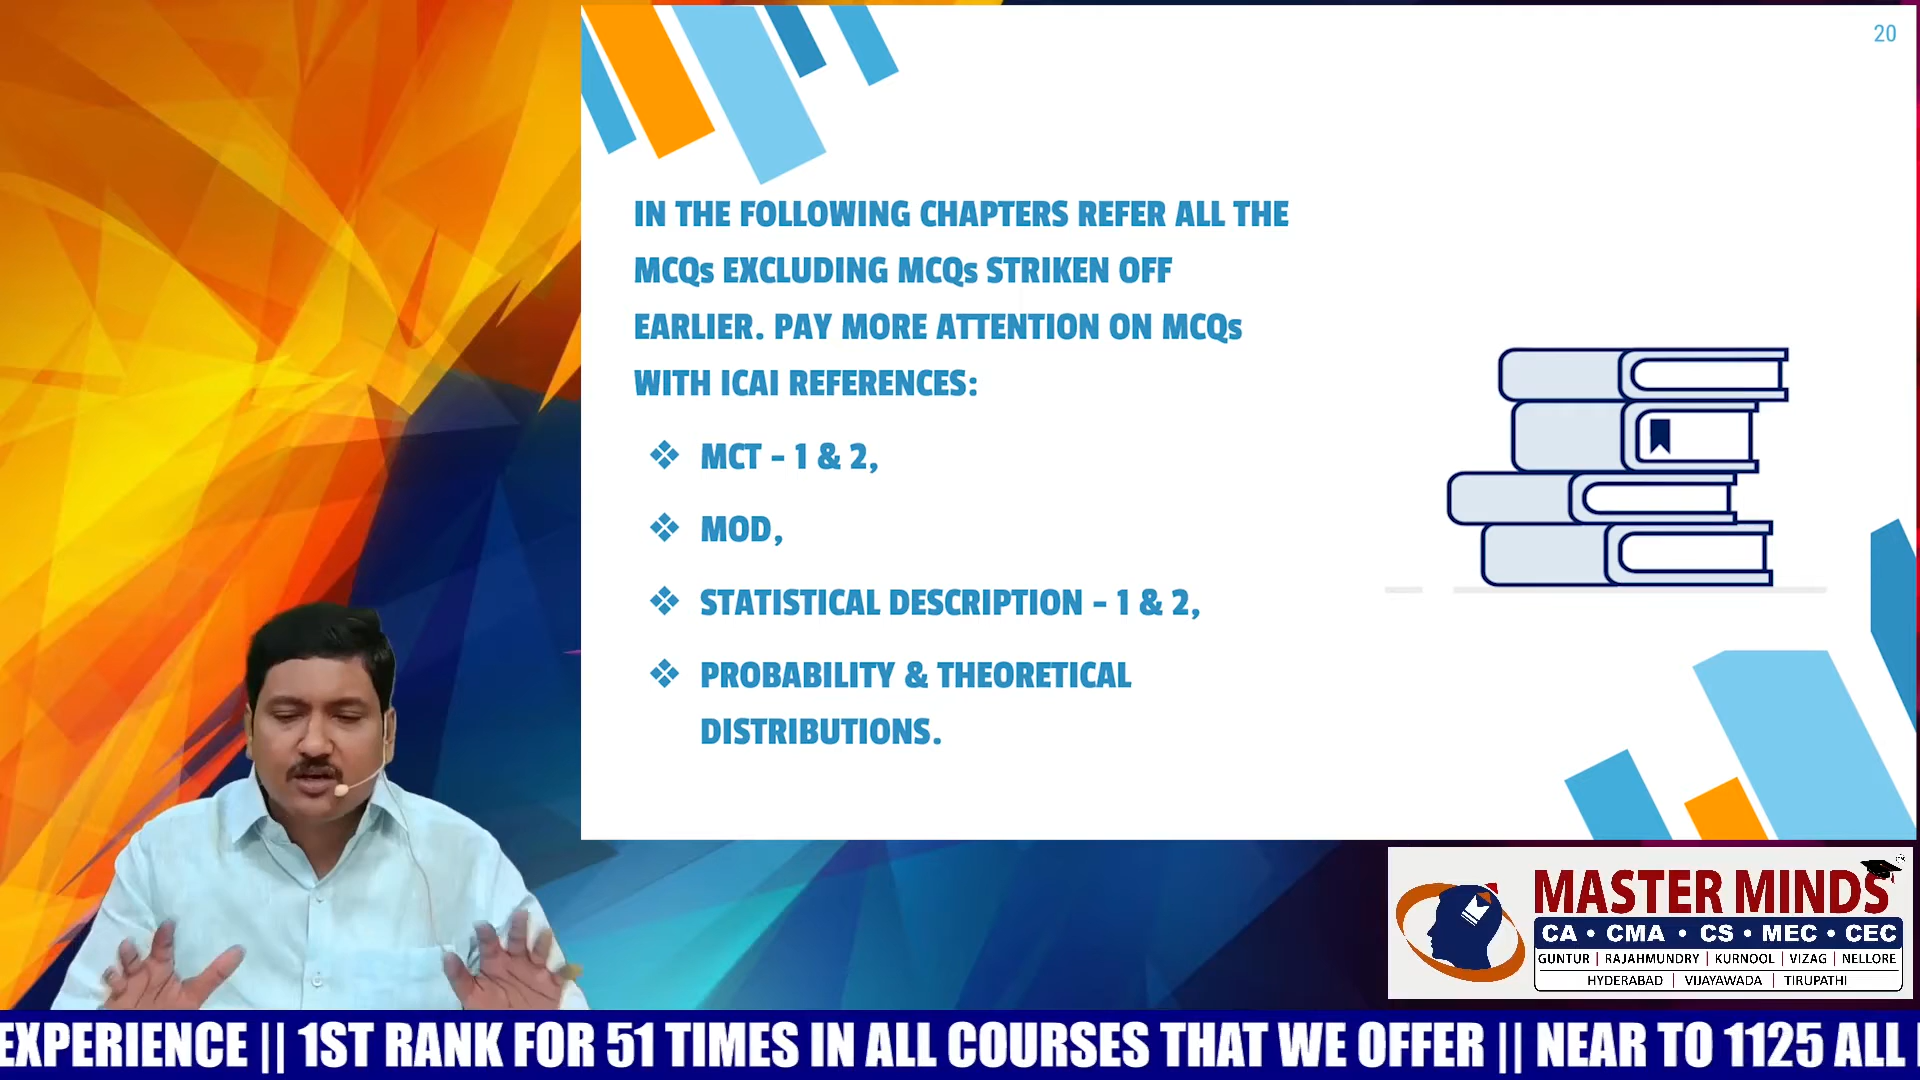 20
IN THE FOLLOWING CHAPTERS REFER ALL THE
MCQs EXCLUDING MCQs STRIKEN OFF
EARLIER. PAY MORE ATTENTION ON MCQs
WITH ICAI REFERENCES:
❖ MCT – 1 & 2,
❖ MOD,
❖ STATISTICAL DESCRIPTION – 1 & 2,
❖ PROBABILITY & THEORETICAL
DISTRIBUTIONS.
MASTER MINDS
CA • CMA • CS • MEC • CEC
GUNTUR | RAJAHMUNDRY | KURNOOL | VIZAG | NELLORE
HYDERABAD | VIJAYAWADA | TIRUPATHI
EXPERIENCE || 1ST RANK FOR 51 TIMES IN ALL COURSES THAT WE OFFER || NEAR TO 1125 ALL